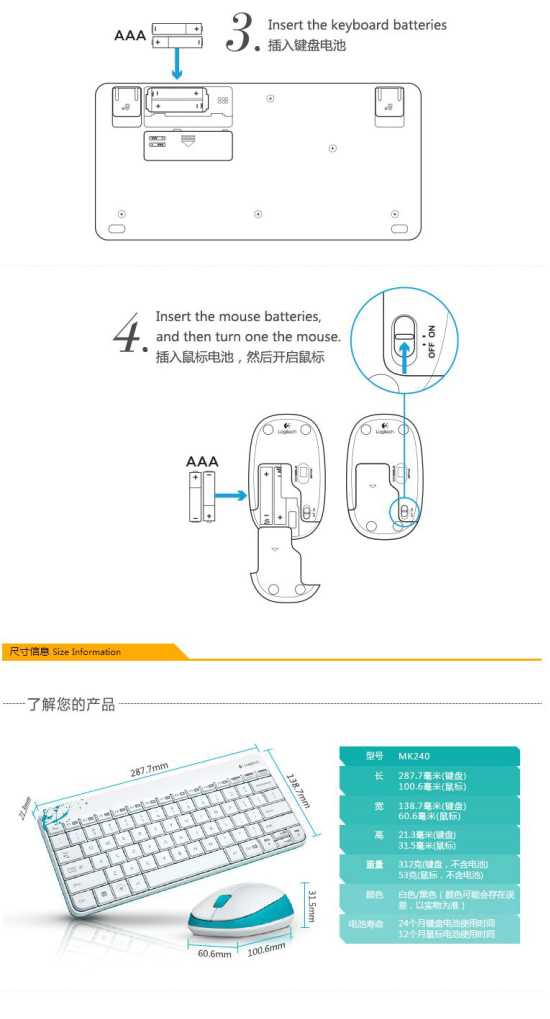 AAA
3.
Insert the keyboard batteries
插入键盘电池
4.
Insert the mouse batteries,
and then turn one the mouse.
插入鼠标电池，然后开启鼠标
OFF ON
AAA
Logitech
Logitech
尺寸信息 Size Information
了解您的产品
287.7mm
138.7mm
Logitech
31.5mm
60.6mm
100.6mm
型号 MK240
长 287.7毫米(键盘)
100.6毫米(鼠标)
宽 138.7毫米(键盘)
60.6毫米(鼠标)
高 21.3毫米(键盘)
31.5毫米(鼠标)
重量 317克(键盘，不含电池)
53克(鼠标，不含电池)
颜色 白色/黑色（颜色可能会存在误
差，以实物为准）
电池寿命 24个月键盘电池使用时间
12个月鼠标电池使用时间